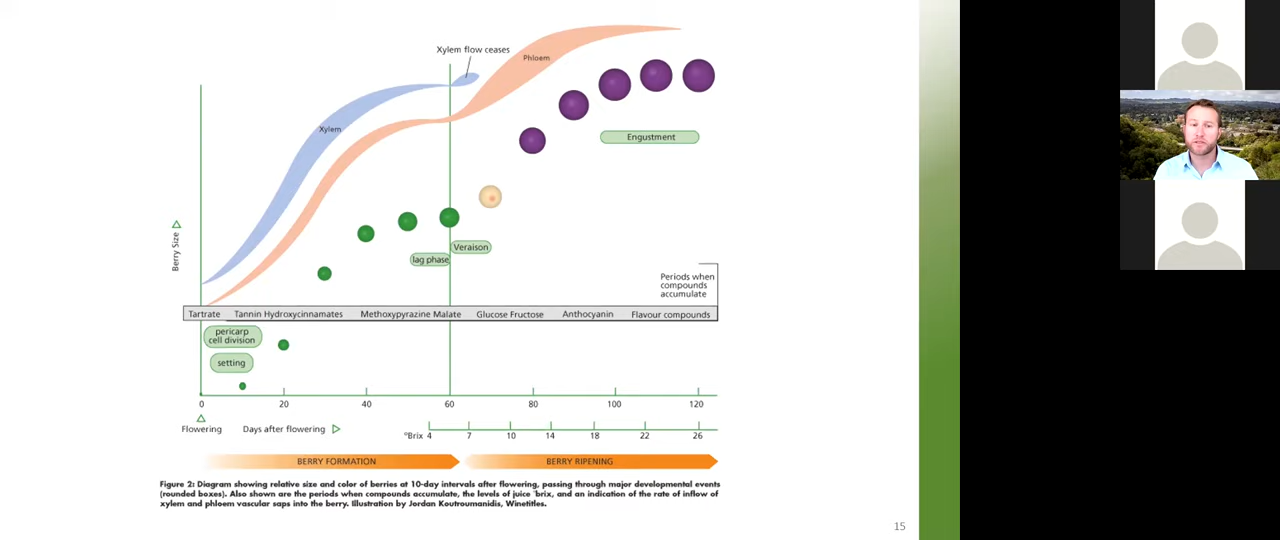 Xylem flow ceases
Phloem
Xylem
Engustment
Berry Size
Veraison
lag phase
Periods when
compounds
accumulate
Tartrate Tannin Hydroxycinnamates Methoxypyrazine Malate Glucose Fructose Anthocyanin Flavour compounds
pericarp
cell division
setting
0 20 40 60 80 100 120
Flowering Days after flowering
°Brix 4 7 10 14 18 22 26
BERRY FORMATION BERRY RIPENING
Figure 2: Diagram showing relative size and color of berries at 10-day intervals after flowering, passing through major developmental events
(rounded boxes). Also shown are the periods when compounds accumulate, the levels of juice °brix, and an indication of the rate of inflow of
xylem and phloem vascular saps into the berry. Illustration by Jordan Koutroumanidis, Winetitles.
15